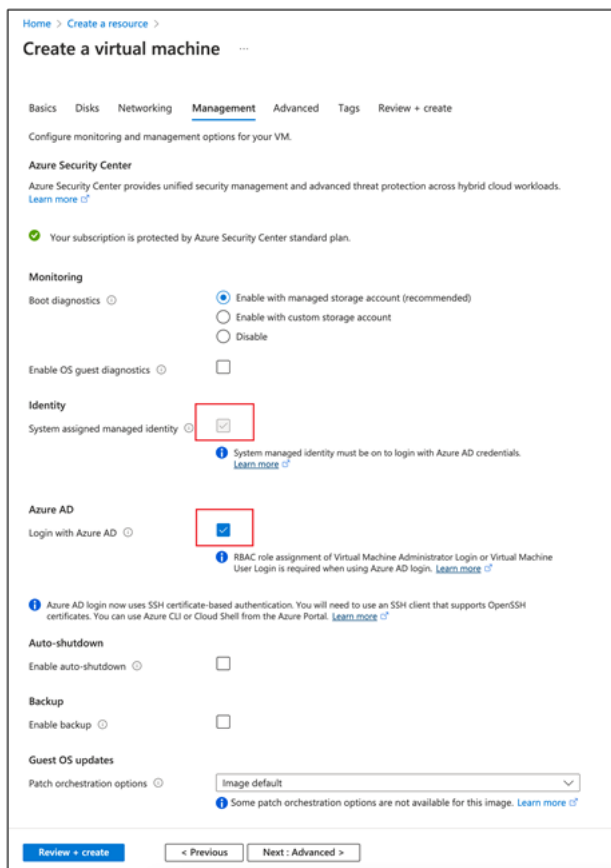 Home > Create a resource >
Create a virtual machine ...
Basics Disks Networking Management Advanced Tags Review + create
Configure monitoring and management options for your VM.
Azure Security Center
Azure Security Center provides unified security management and advanced threat protection across hybrid cloud workloads.
Learn more
Your subscription is protected by Azure Security Center standard plan.
Monitoring
Boot diagnostics
Enable with managed storage account (recommended)
Enable with custom storage account
Disable
Enable OS guest diagnostics
Identity
System assigned managed identity
System managed identity must be on to login with Azure AD credentials.
Learn more
Azure AD
Login with Azure AD
RBAC role assignment of Virtual Machine Administrator Login or Virtual Machine
User Login is required when using Azure AD login. Learn more
Azure AD login now uses SSH certificate-based authentication. You will need to use an SSH client that supports OpenSSH
certificates. You can use Azure CLI or Cloud Shell from the Azure Portal. Learn more
Auto-shutdown
Enable auto-shutdown
Backup
Enable backup
Guest OS updates
Patch orchestration options
Image default
Some patch orchestration options are not available for this image. Learn more
Review + create < Previous Next : Advanced >